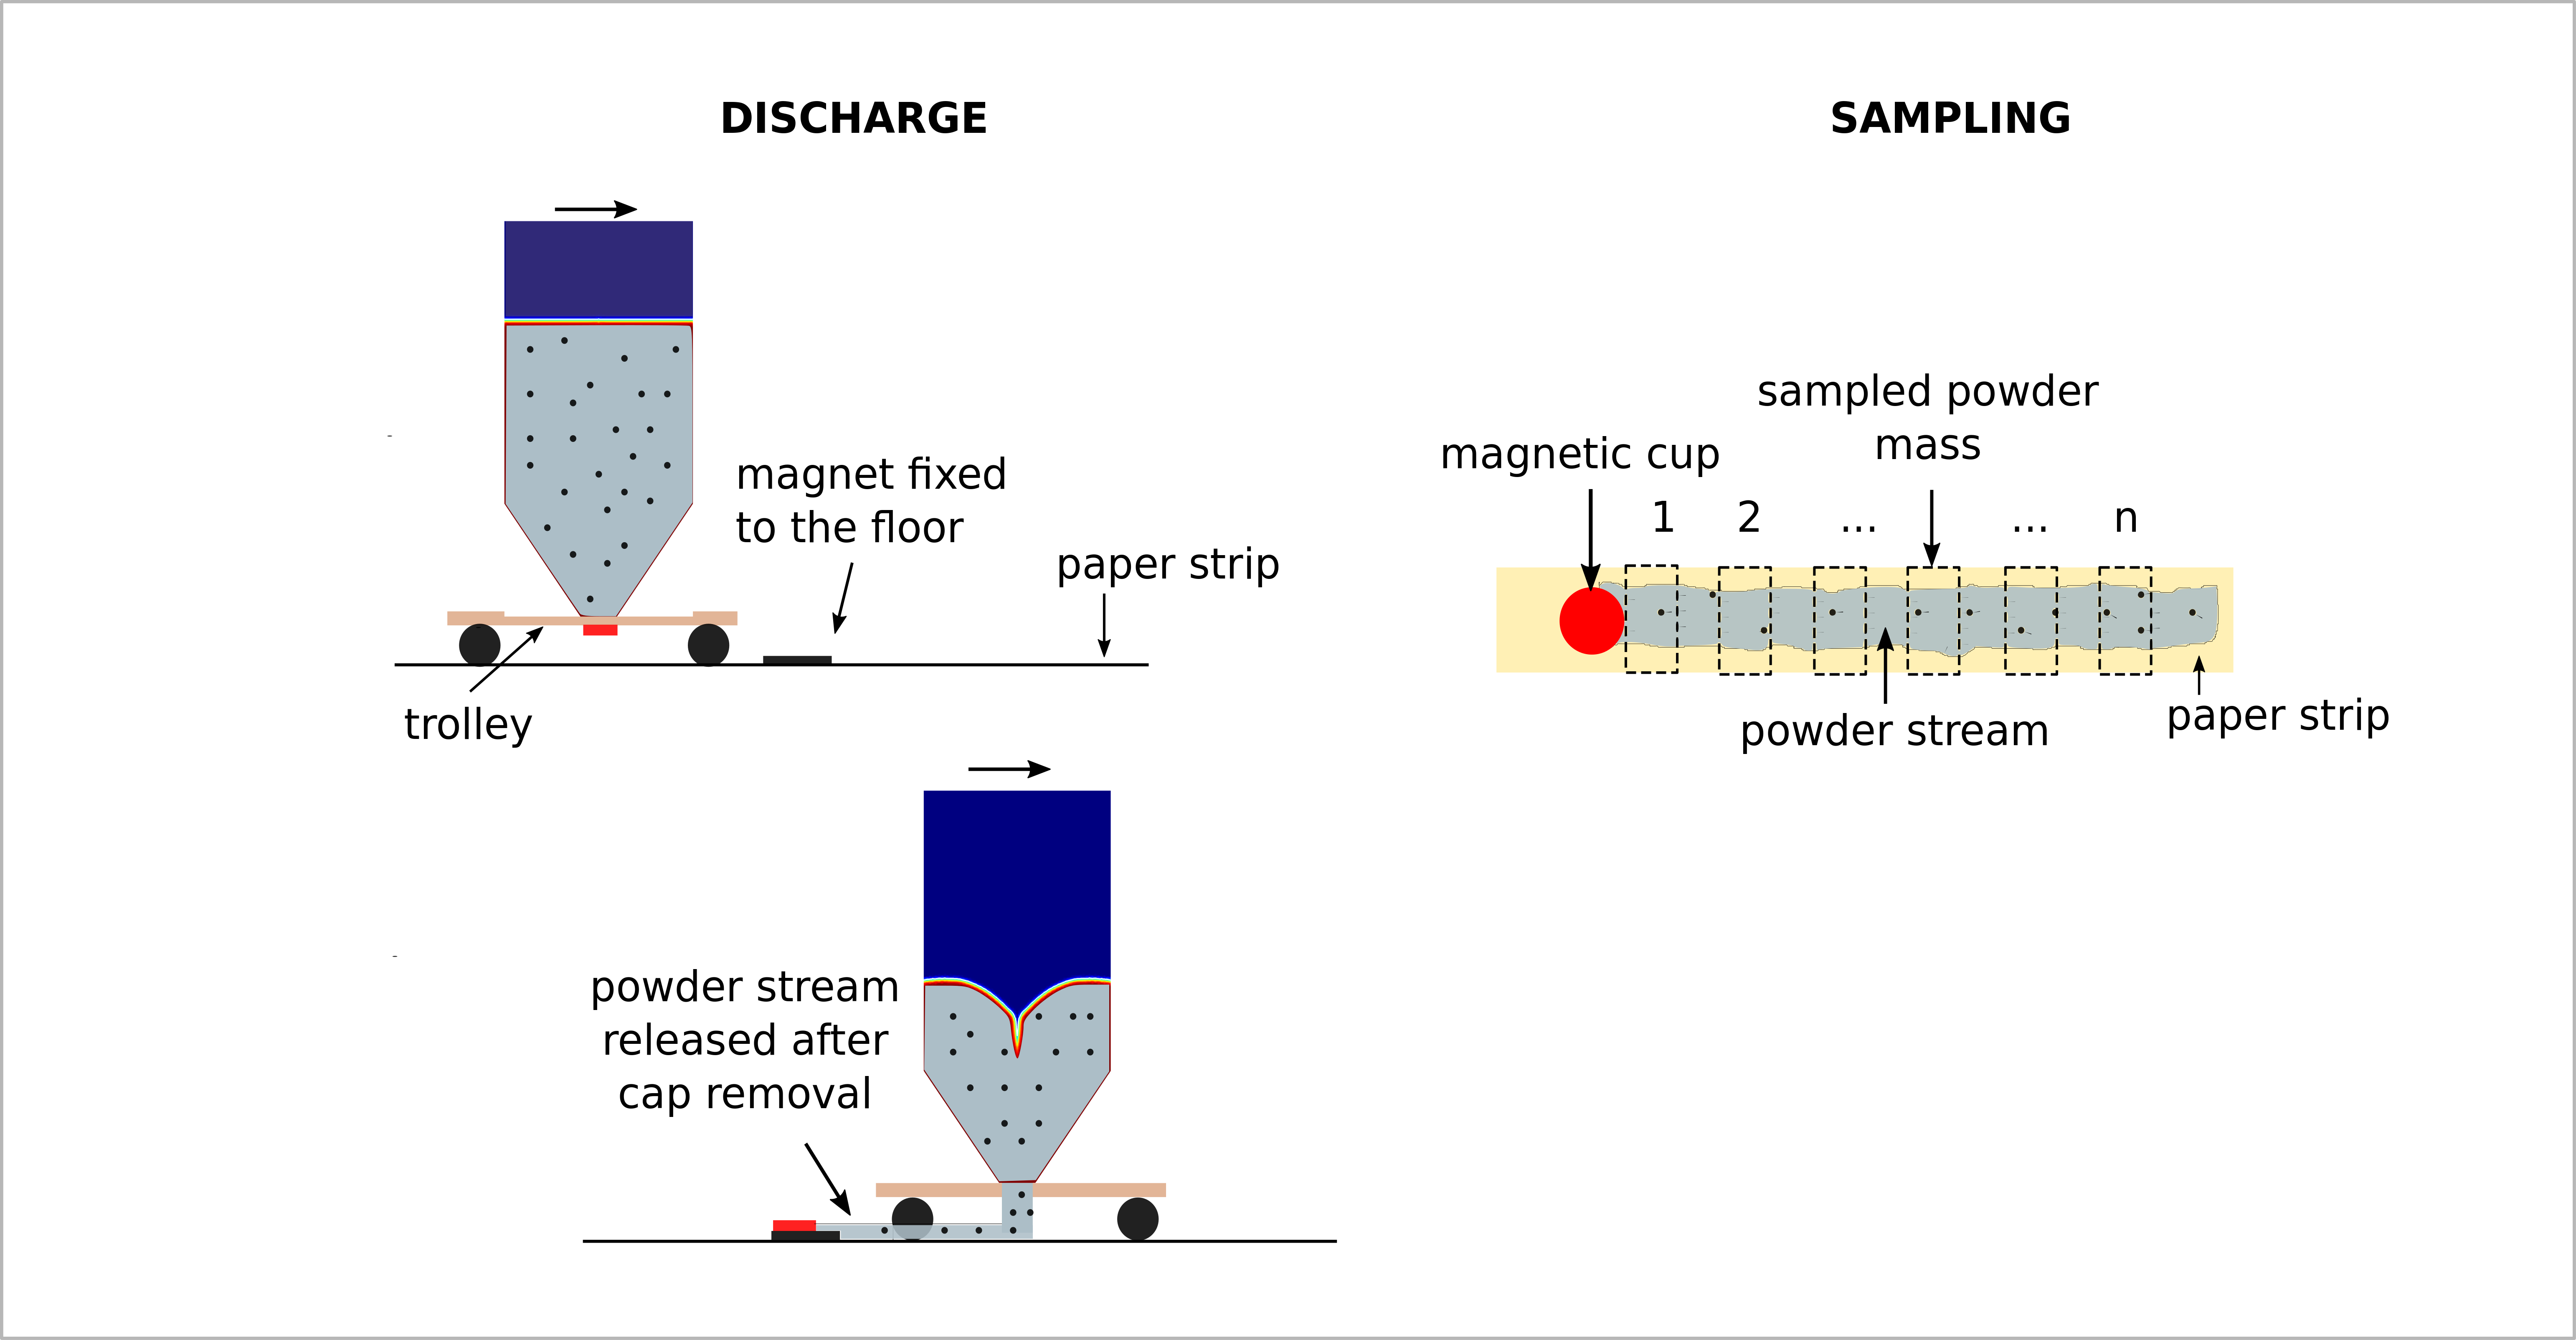 DISCHARGE
magnet fixed
to the floor
paper strip
trolley
powder stream
released after
cap removal
SAMPLING
sampled powder
mass
magnetic cup
1 2 ... ... n
powder stream
paper strip